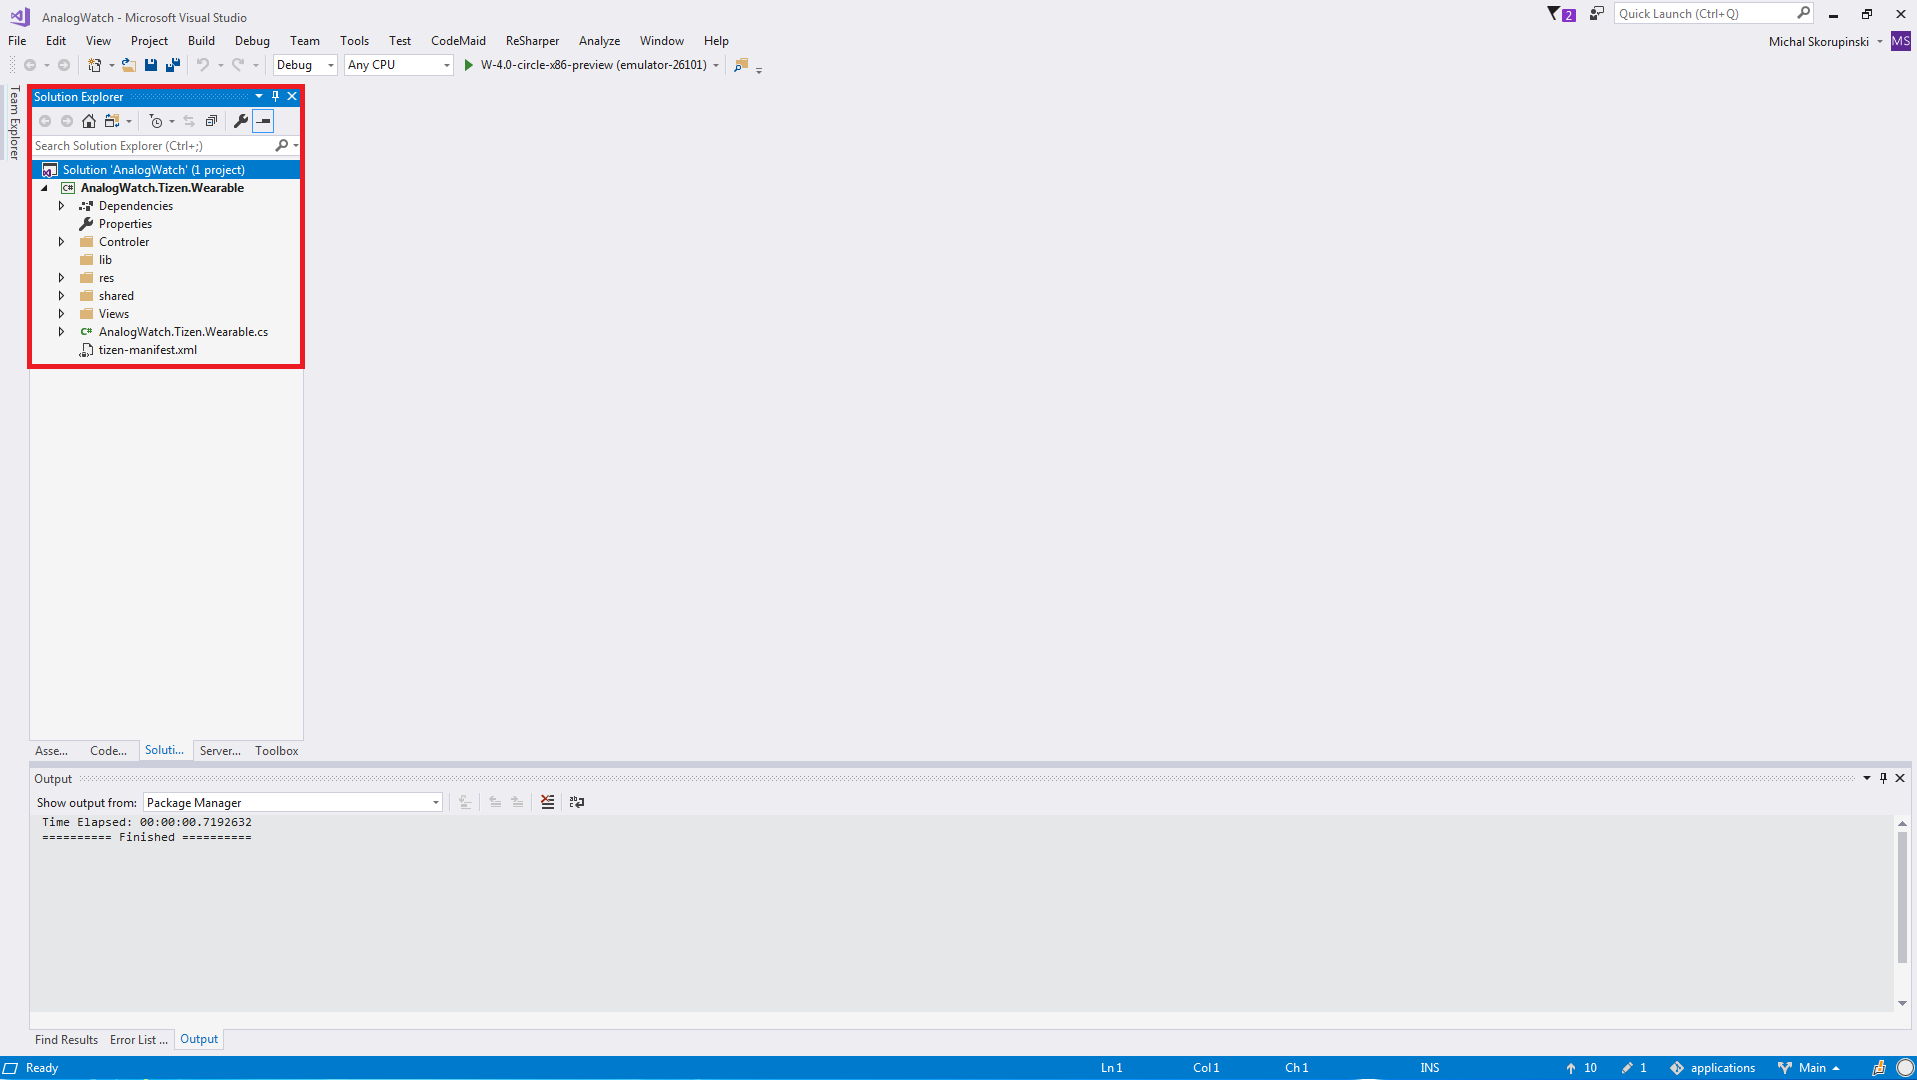 AnalogWatch - Microsoft Visual Studio
2
Quick Launch (Ctrl+Q)
File Edit View Project Build Debug Team Tools Test CodeMaid ReSharper Analyze Window Help
Michal Skorupinski MS
Debug Any CPU W-4.0-circle-x86-preview (emulator-26101)
Team Explorer
Solution Explorer
Search Solution Explorer (Ctrl+;)
Solution 'AnalogWatch' (1 project)
C# AnalogWatch.Tizen.Wearable
Dependencies
Properties
Controler
lib
res
shared
Views
C# AnalogWatch.Tizen.Wearable.cs
tizen-manifest.xml
Asse... Code... Soluti... Server... Toolbox
Output
Show output from: Package Manager
Time Elapsed: 00:00:00.7192632
========== Finished ==========
Find Results Error List ... Output
Ready Ln 1 Col 1 Ch 1 INS 10 1 applications Main